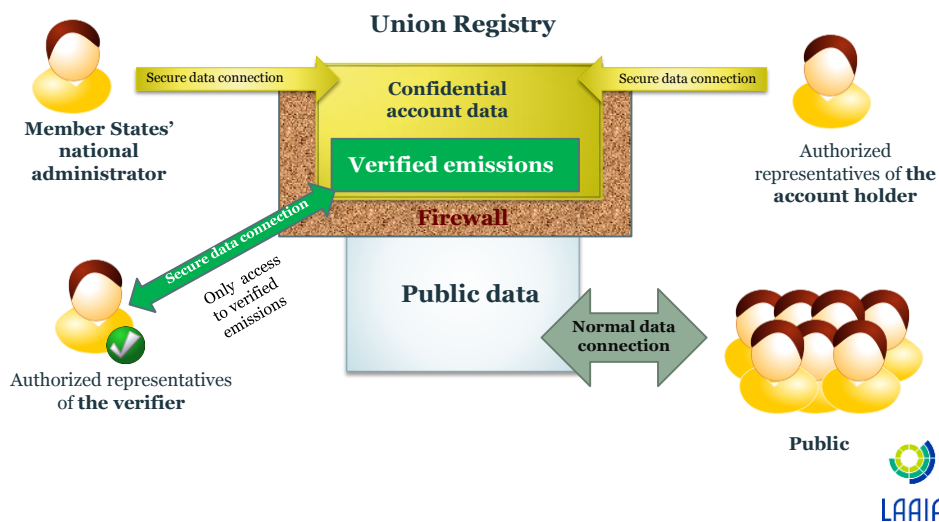 Union Registry
Secure data connection
Secure data connection
Confidential
account data
Member States'
national
administrator
Verified emissions
Authorized
representatives of the
account holder
Firewall
Secure data connection
Only access
to verified
emissions
Public data
Normal data
connection
Authorized representatives
of the verifier
Public
LAAIA